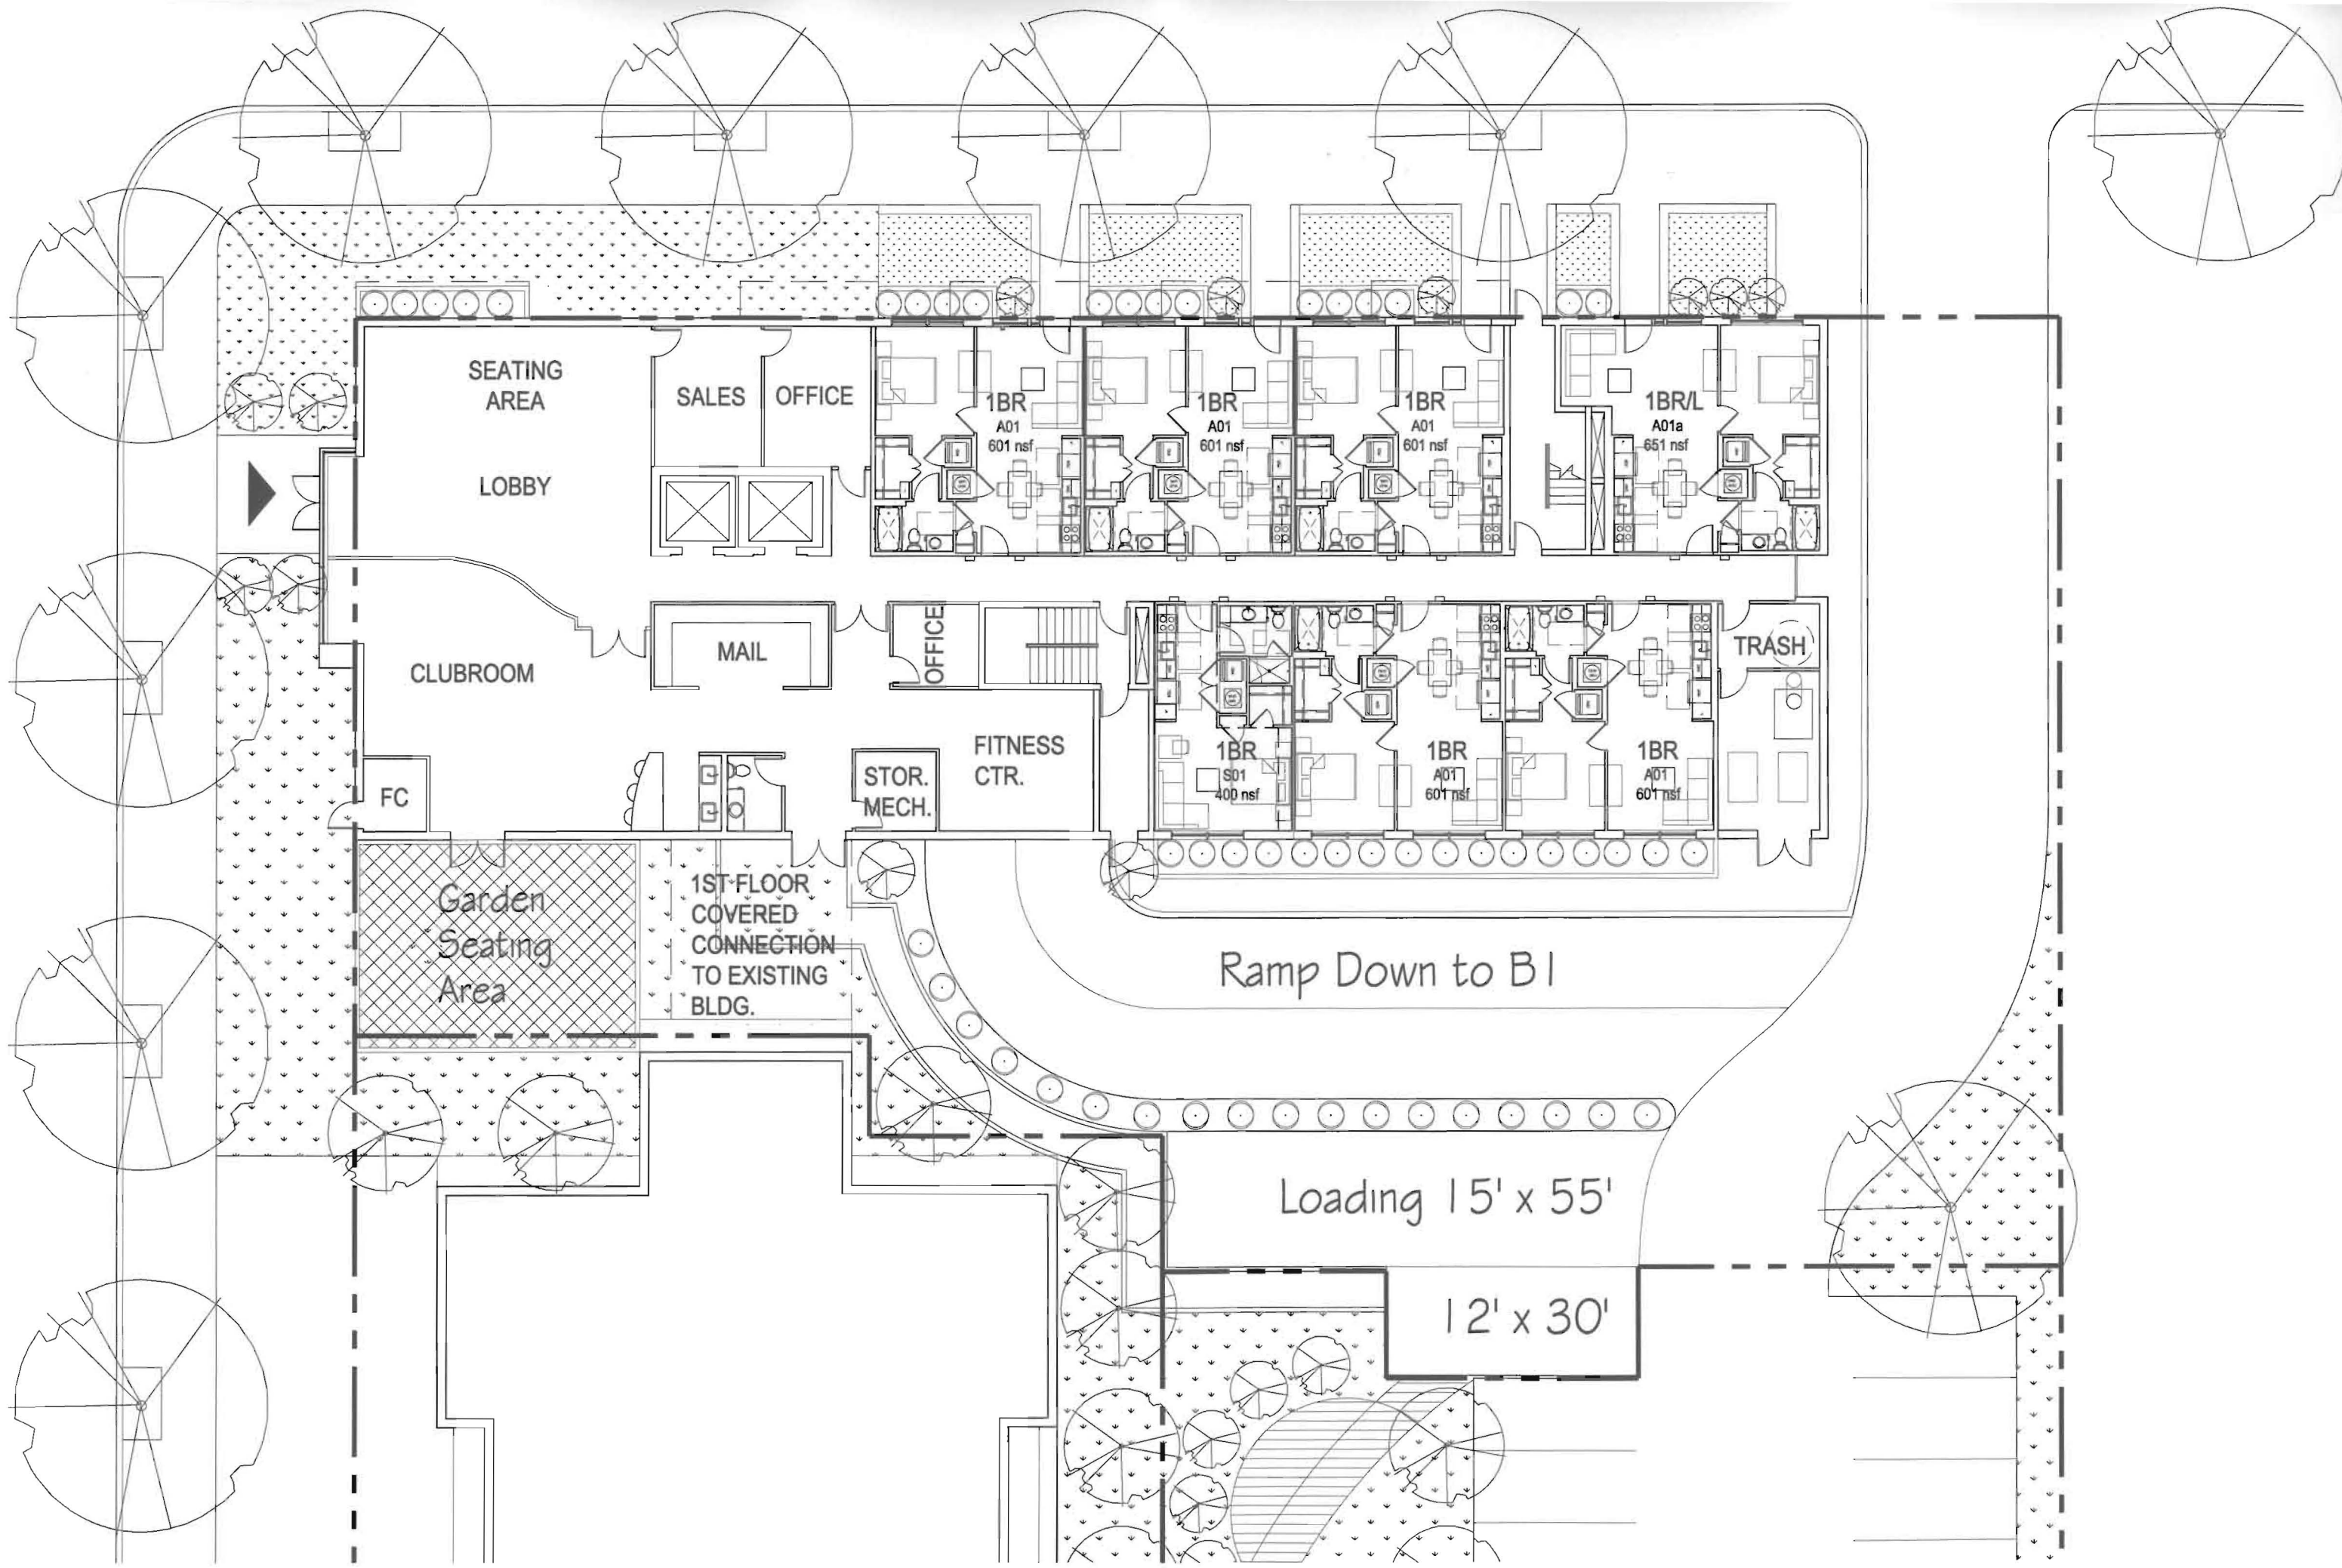 SEATING
AREA
LOBBY
SALES
OFFICE
1BR
A01
601 nsf
1BR
A01
601 nsf
1BR
A01
601 nsf
1BR/L
A01a
651 nsf
CLUBROOM
MAIL
OFFICE
TRASH
FC
STOR.
MECH.
FITNESS
CTR.
1BR
S01
400 nsf
1BR
A01
601 nsf
1BR
A01
601 nsf
Garden
Seating
Area
1ST FLOOR
COVERED
CONNECTION
TO EXISTING
BLDG.
Ramp Down to B1
Loading 15' x 55'
12' x 30'